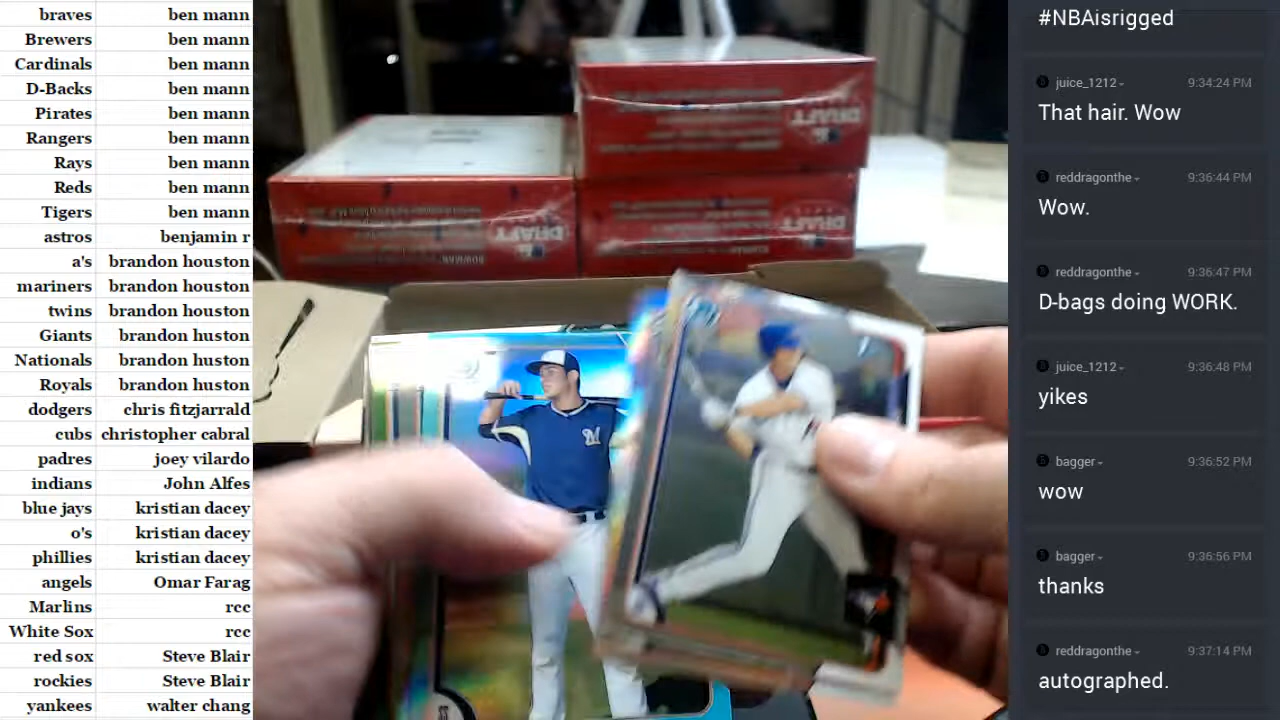 braves ben mann
Brewers ben mann
Cardinals ben mann
D-Backs ben mann
Pirates ben mann
Rangers ben mann
Rays ben mann
Reds ben mann
Tigers ben mann
astros benjamin r
a's brandon houston
mariners brandon houston
twins brandon houston
Giants brandon huston
Nationals brandon huston
Royals brandon huston
dodgers chris fitzjarrald
cubs christopher cabral
padres joey vilardo
indians John Alfes
blue jays kristian dacey
o's kristian dacey
phillies kristian dacey
angels Omar Farag
Marlins rcc
White Sox rcc
red sox Steve Blair
rockies Steve Blair
yankees walter chang
DRAFT
DRAFT
DRAFT
#NBAisrigged
juice_1212 9:34:24 PM
That hair. Wow
reddragonthe 9:36:44 PM
Wow.
reddragonthe 9:36:47 PM
D-bags doing WORK.
juice_1212 9:36:48 PM
yikes
bagger 9:36:52 PM
wow
bagger 9:36:56 PM
thanks
reddragonthe 9:37:14 PM
autographed.